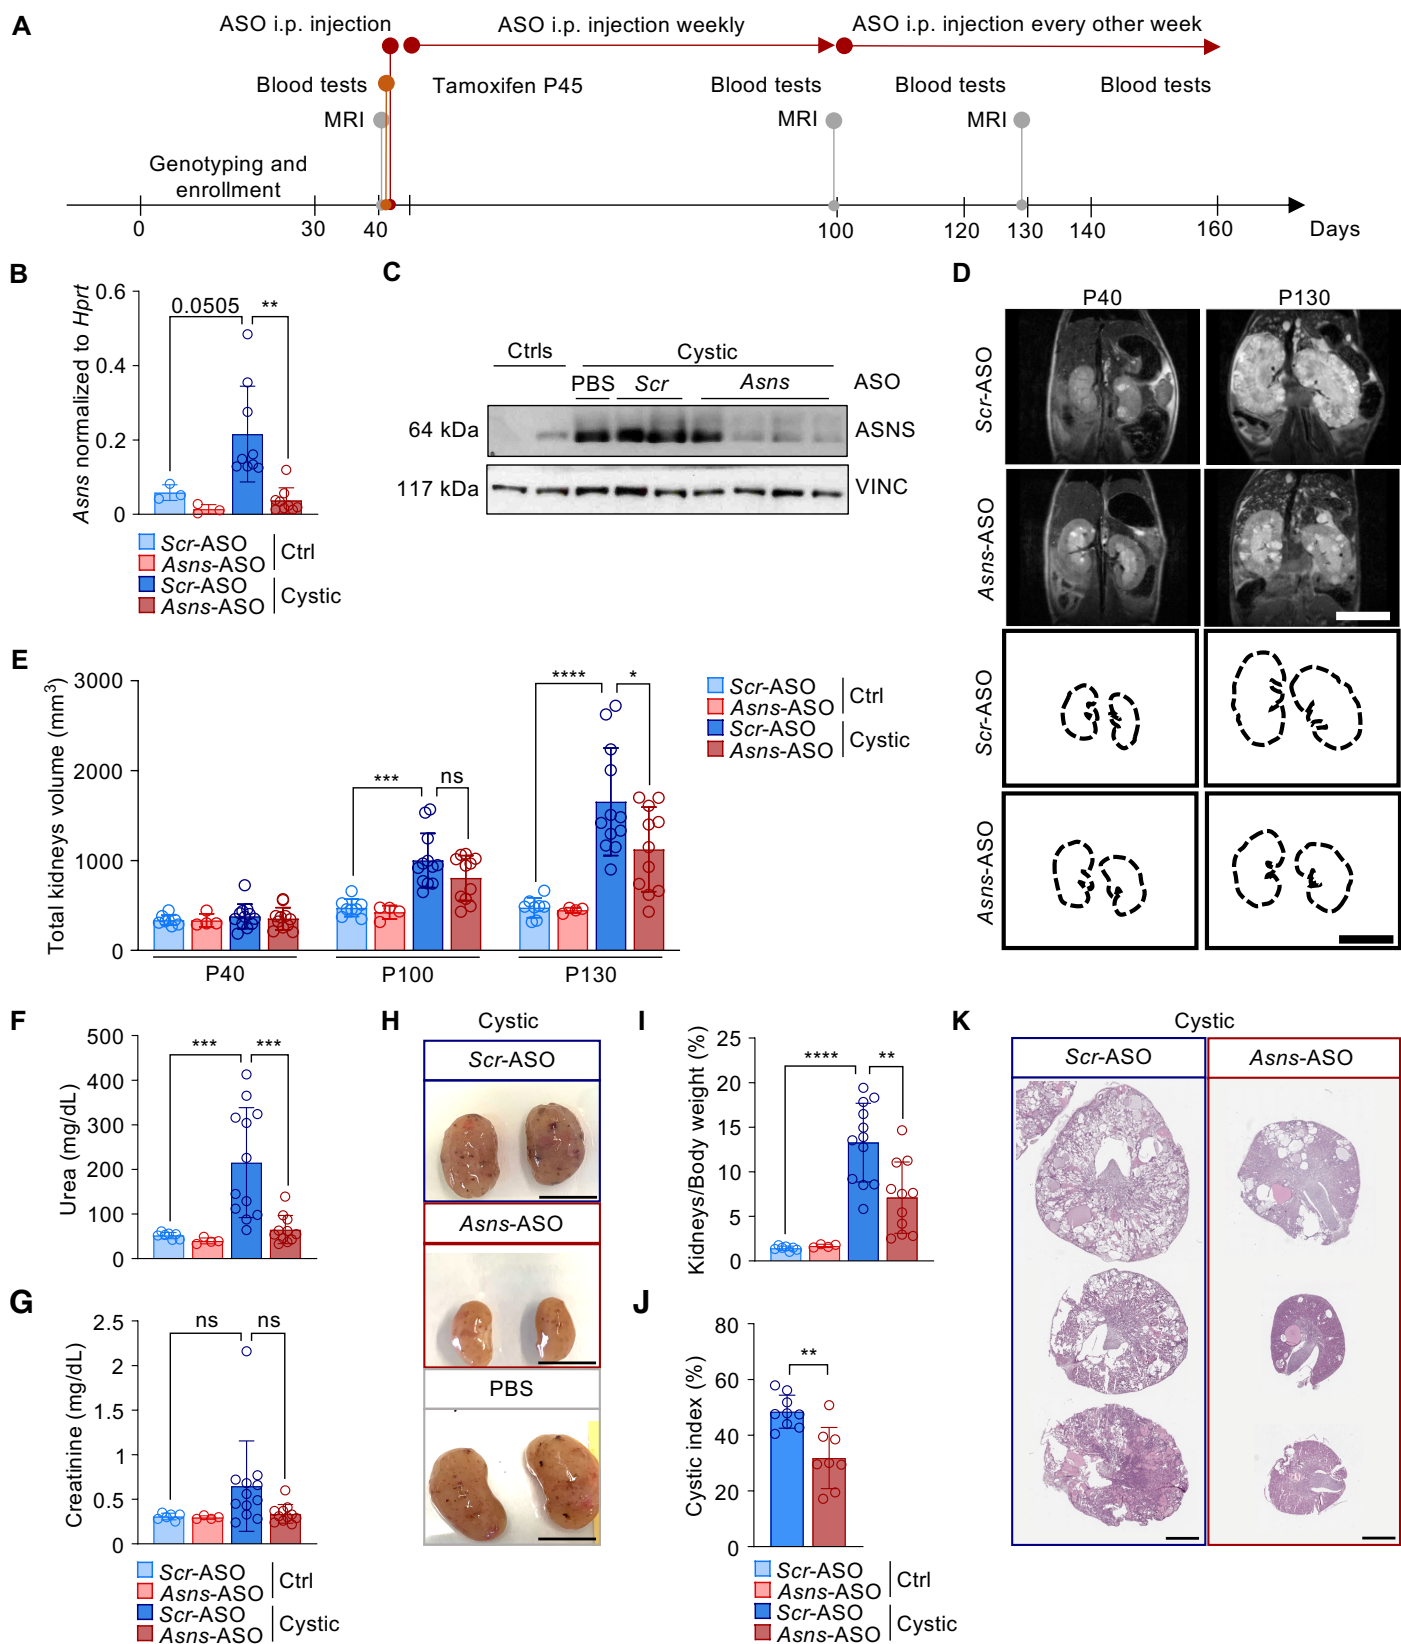 A
ASO i.p. injection
ASO i.p. injection weekly
ASO i.p. injection every other week
Blood tests
Tamoxifen P45
Blood tests
Blood tests
Blood tests
MRI
MRI
MRI
Genotyping and
enrollment
0
30
40
100
120
130
140
160
Days
B
Asns normalized to Hprt
0.6
0.4
0.2
0
0.0505
**
Scr-ASO
Asns-ASO
Ctrl
Scr-ASO
Asns-ASO
Cystic
C
Ctrls
Cystic
PBS
Scr
Asns
ASO
64 kDa
ASNS
117 kDa
VINC
D
P40
P130
Scr-ASO
Asns-ASO
Scr-ASO
Asns-ASO
E
Total kidneys volume (mm³)
3000
2000
1000
0
***
ns
****
*
P40
P100
P130
Scr-ASO
Asns-ASO
Ctrl
Scr-ASO
Asns-ASO
Cystic
F
Urea (mg/dL)
500
400
300
200
100
0
***
***
G
Creatinine (mg/dL)
2.5
2
1.5
1
0.5
0
ns
ns
Scr-ASO
Asns-ASO
Ctrl
Scr-ASO
Asns-ASO
Cystic
H
Cystic
Scr-ASO
Asns-ASO
PBS
I
Kidneys/Body weight (%)
25
20
15
10
5
0
****
**
J
Cystic index (%)
80
60
40
20
0
**
Scr-ASO
Asns-ASO
Ctrl
Scr-ASO
Asns-ASO
Cystic
K
Cystic
Scr-ASO
Asns-ASO